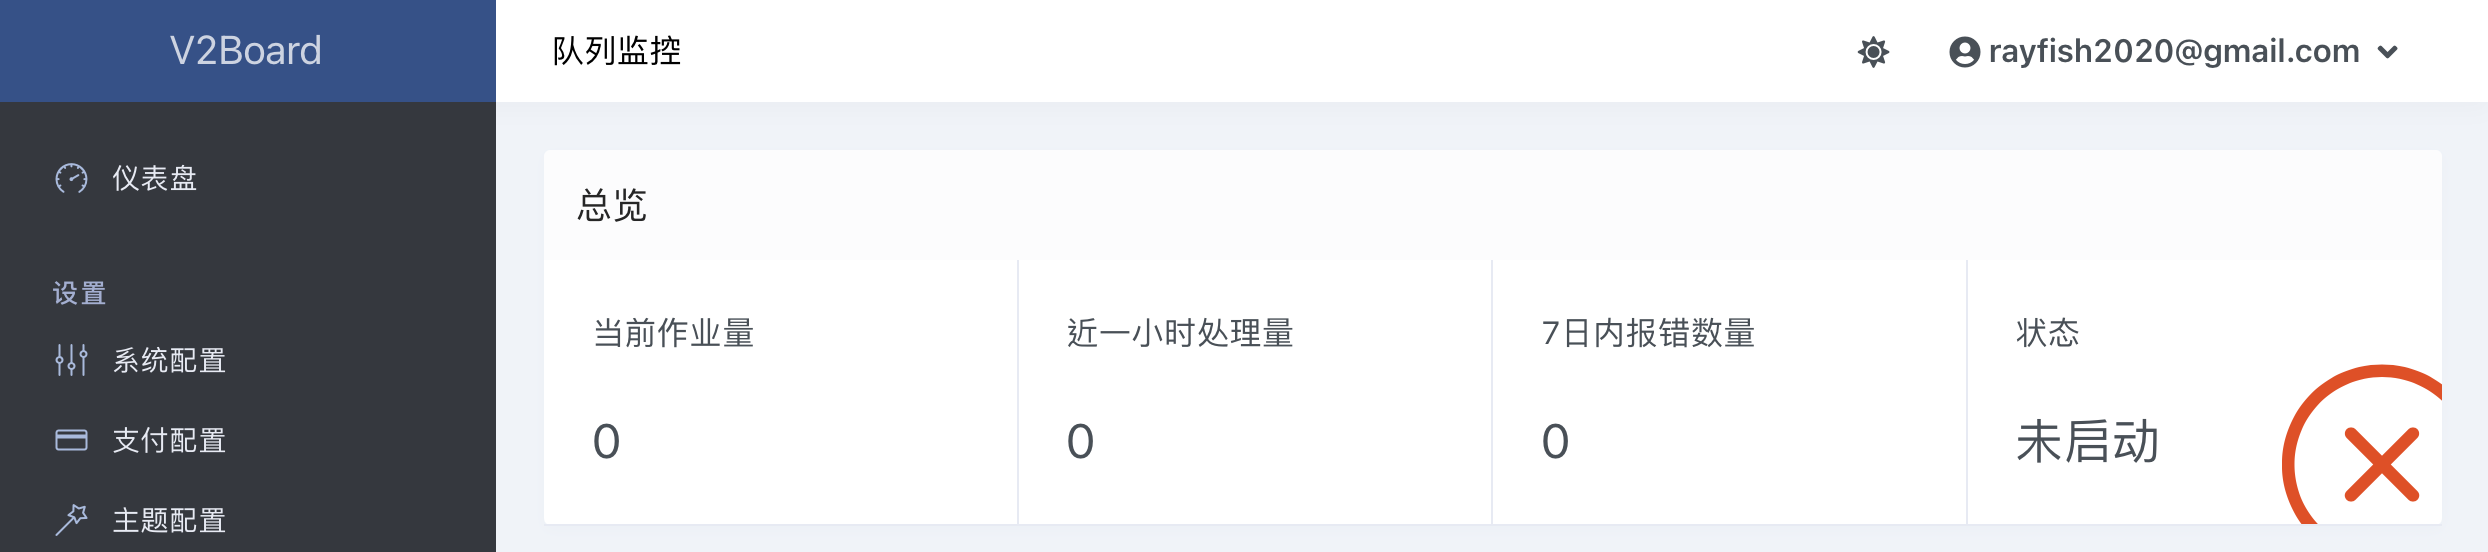 V2Board
队列监控
rayfish2020@gmail.com
仪表盘
设置
系统配置
支付配置
主题配置
总览
当前作业量
近一小时处理量
7日内报错数量
状态
0
0
0
未启动